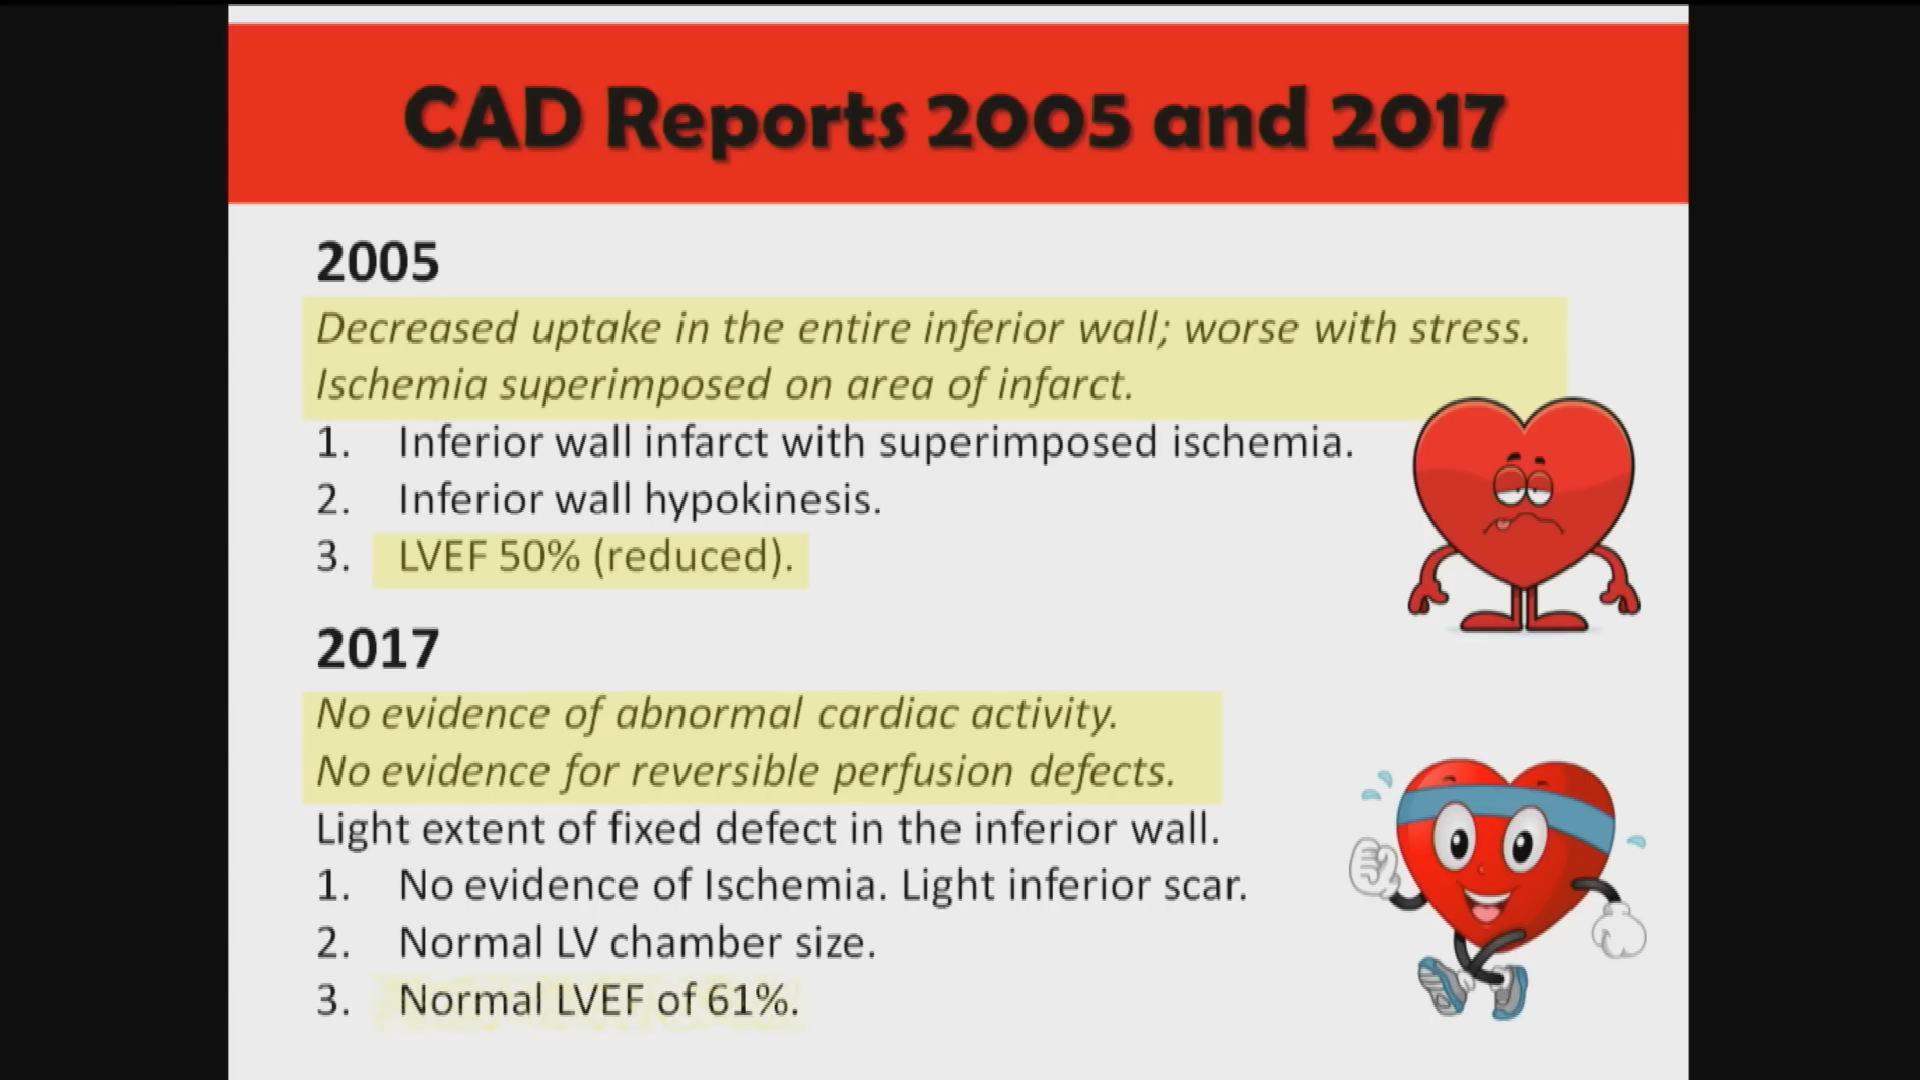 CAD Reports 2005 and 2017
2005
Decreased uptake in the entire inferior wall; worse with stress.
Ischemia superimposed on area of infarct.
1. Inferior wall infarct with superimposed ischemia.
2. Inferior wall hypokinesis.
3. LVEF 50% (reduced).
2017
No evidence of abnormal cardiac activity.
No evidence for reversible perfusion defects.
Light extent of fixed defect in the inferior wall.
1. No evidence of Ischemia. Light inferior scar.
2. Normal LV chamber size.
3. Normal LVEF of 61%.